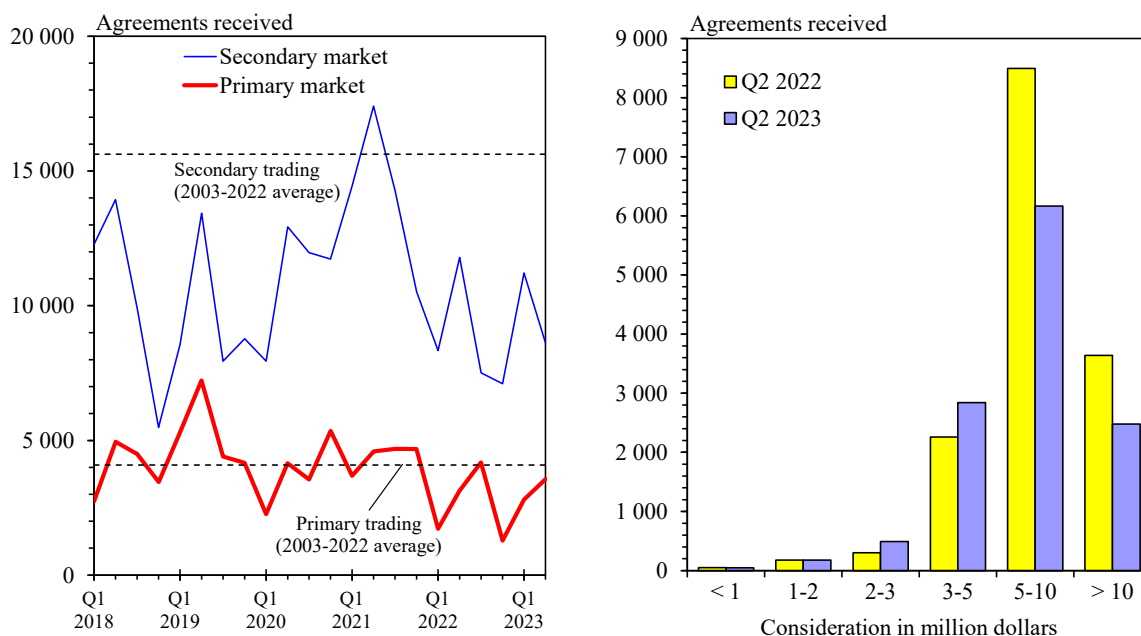 Agreements received
20 000
15 000
10 000
5 000
0
Secondary market
Primary market
Secondary trading
(2003-2022 average)
Primary trading
(2003-2022 average)
Q1 Q1 Q1 Q1 Q1 Q1
2018 2019 2020 2021 2022 2023
Agreements received
9 000
8 000
7 000
6 000
5 000
4 000
3 000
2 000
1 000
0
Q2 2022
Q2 2023
< 1 1-2 2-3 3-5 5-10 > 10
Consideration in million dollars